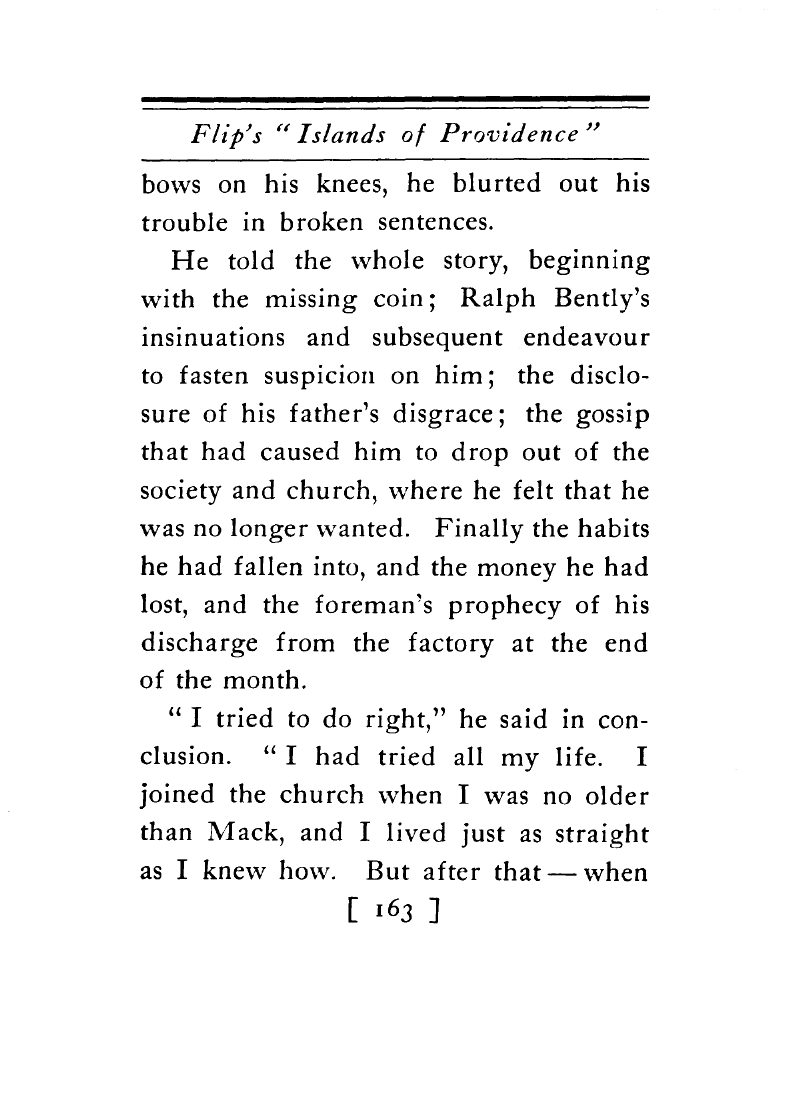 Flip's “Islands of Providence”
bows on his knees, he blurted out his
trouble in broken sentences.
He told the whole story, beginning
with the missing coin; Ralph Bently's
insinuations and subsequent endeavour
to fasten suspicion on him; the disclo-
sure of his father's disgrace; the gossip
that had caused him to drop out of the
society and church, where he felt that he
was no longer wanted. Finally the habits
he had fallen into, and the money he had
lost, and the foreman's prophecy of his
discharge from the factory at the end
of the month.
“I tried to do right,” he said in con-
clusion. “I had tried all my life. I
joined the church when I was no older
than Mack, and I lived just as straight
as I knew how. But after that — when
[ 163 ]